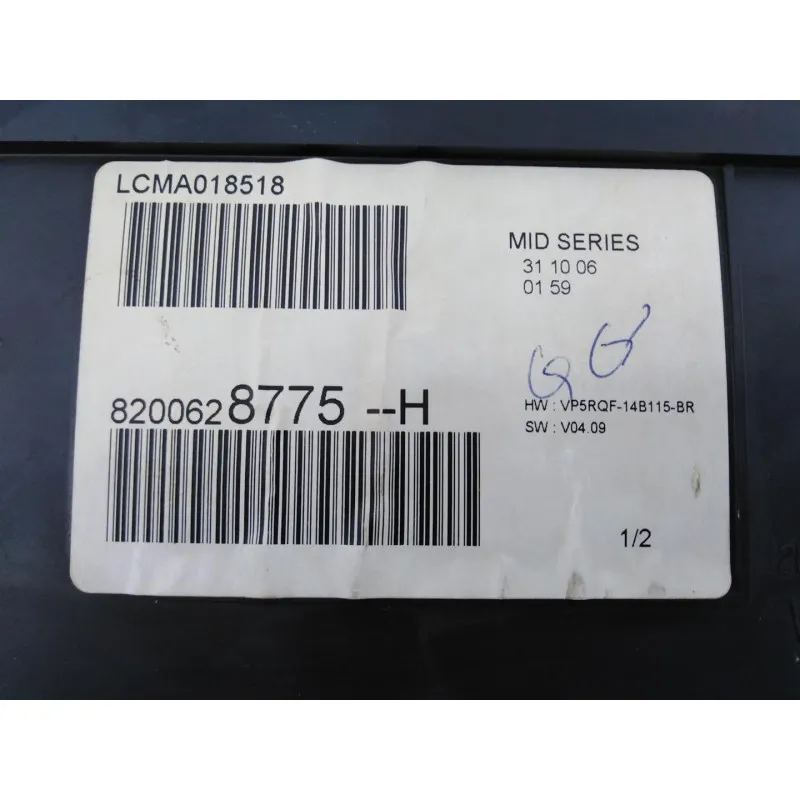 LCMA018518
MID SERIES
31 10 06
01 59
8200628775 --H
HW : VP5RQF-14B115-BR
SW : V04.09
1/2